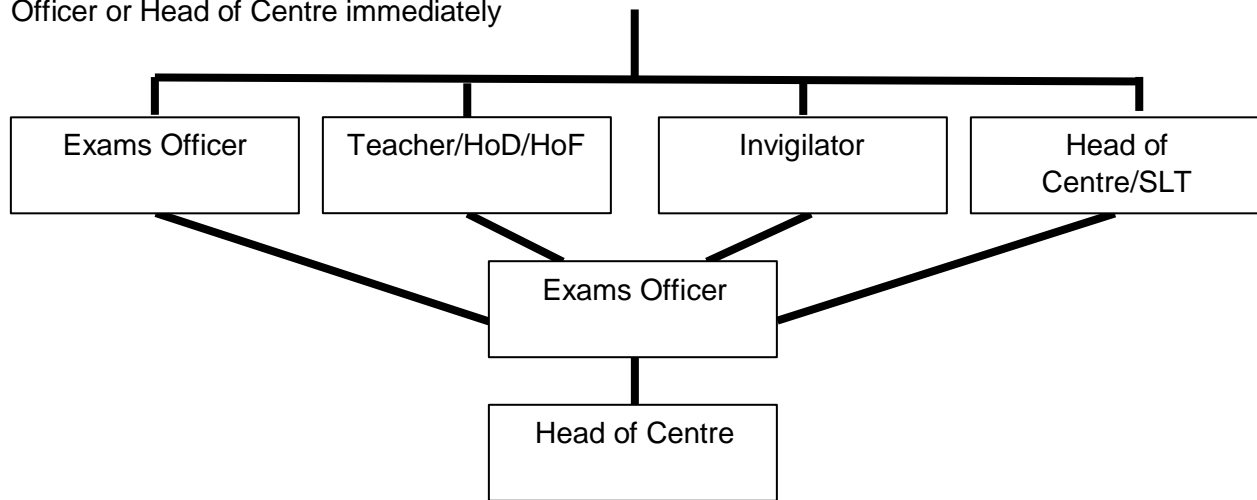 Officer or Head of Centre immediately
Exams Officer
Teacher/HoD/HoF
Invigilator
Head of
Centre/SLT
Exams Officer
Head of Centre